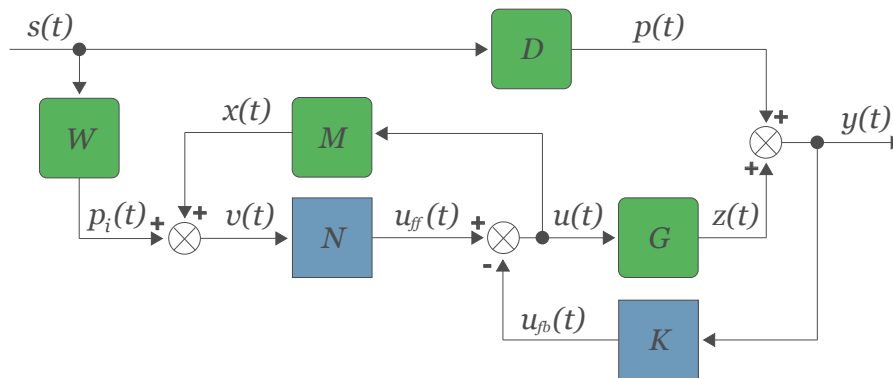 s(t)
D
p(t)
W
x(t)
M
+
y(t)
+
p_i(t)
+
+
v(t)
N
u_ff(t)
+
u(t)
G
z(t)
-
u_fb(t)
K